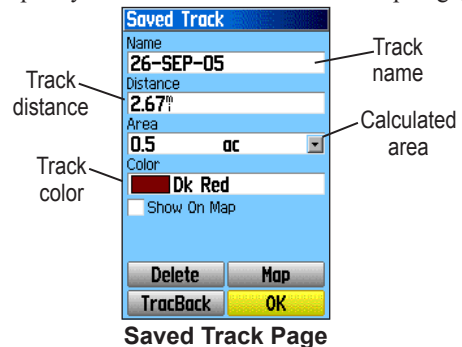 Saved Track
Name
26-SEP-05
Distance
2.67mi
Area
0.5 ac
Color
Dk Red
Show On Map
Delete Map
TracBack OK
Track name
Track distance
Calculated area
Track color
Saved Track Page